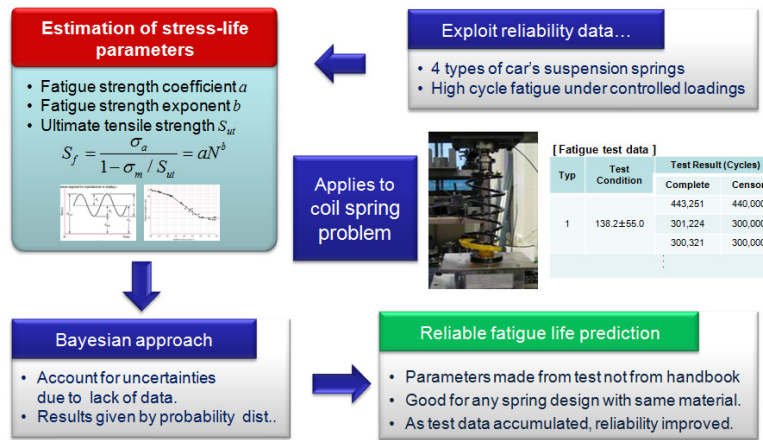 Estimation of stress-life
parameters
• Fatigue strength coefficient a
• Fatigue strength exponent b
• Ultimate tensile strength Sut
Sf = σa / (1−σm / Sut) = aN^b
Exploit reliability data…
• 4 types of car's suspension springs
• High cycle fatigue under controlled loadings
Applies to
coil spring
problem
[ Fatigue test data ]
Typ Test Condition Test Result (Cycles)
Complete Censor
1 138.2±55.0
443,251 440,000
301,224 300,000
300,321 300,000
⋮
Bayesian approach
• Account for uncertainties
due to lack of data.
• Results given by probability dist..
Reliable fatigue life prediction
• Parameters made from test not from handbook
• Good for any spring design with same material.
• As test data accumulated, reliability improved.